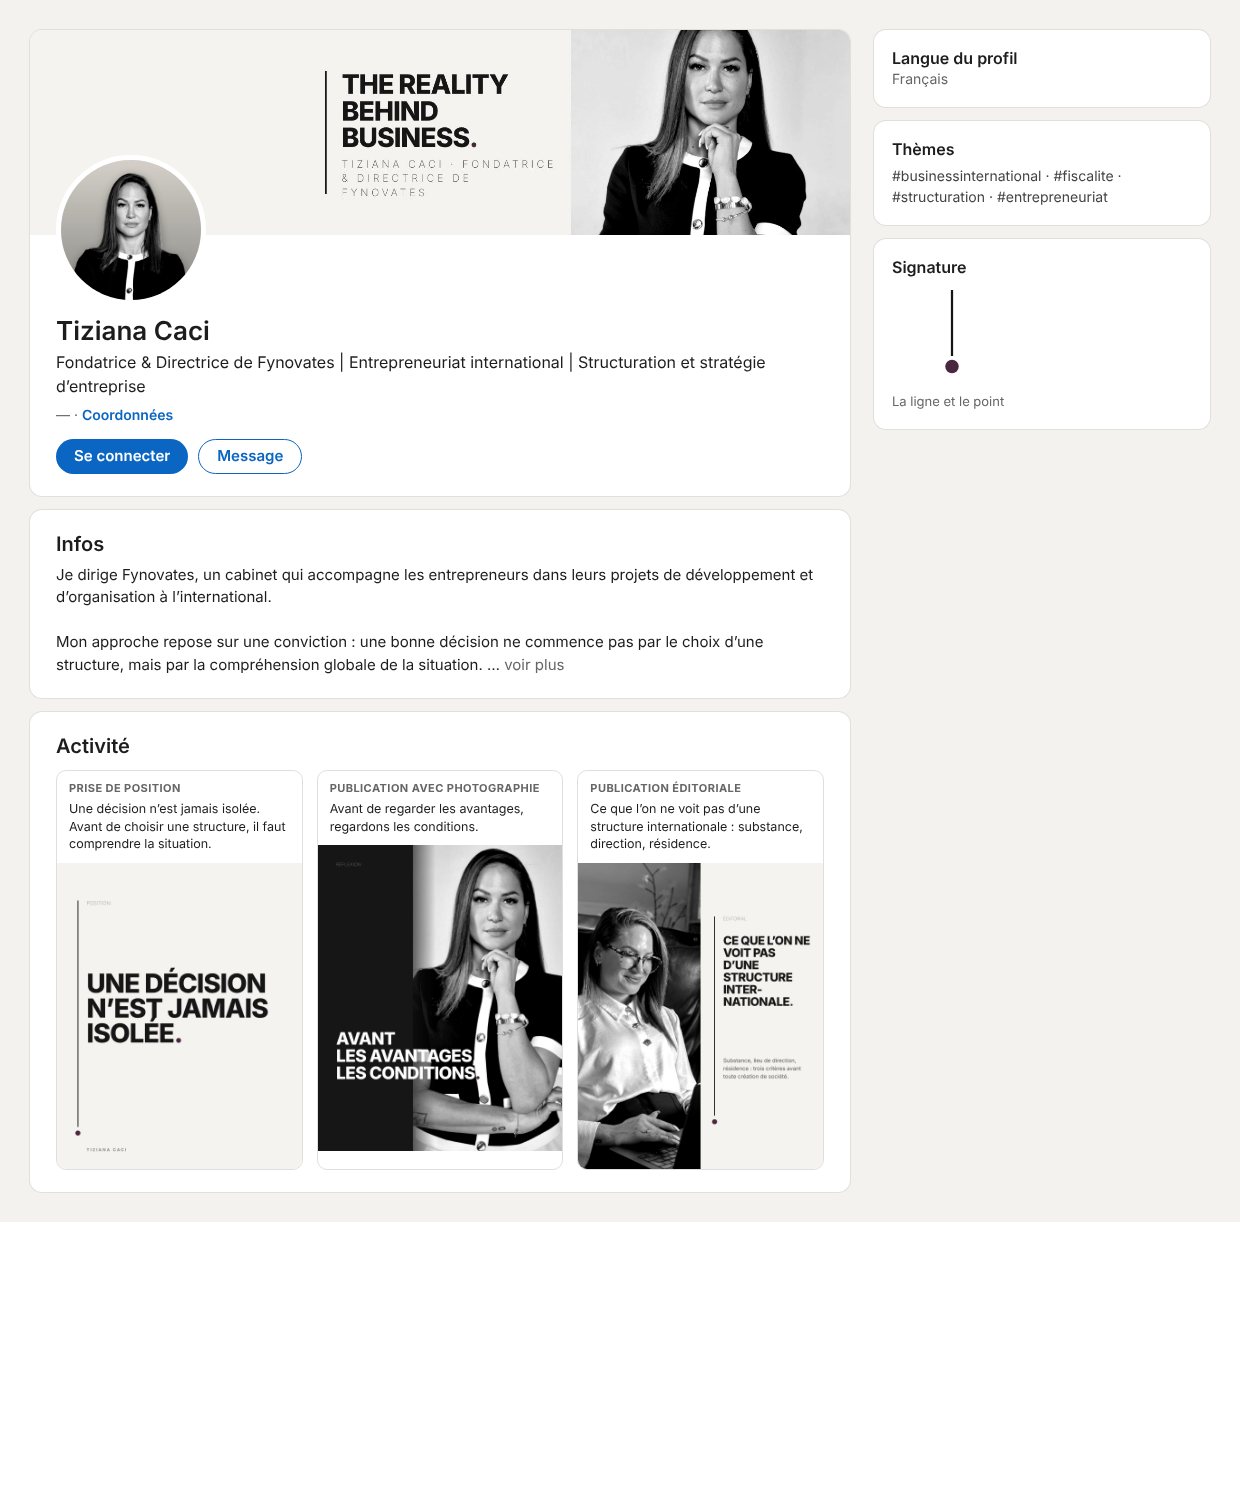 THE REALITY
BEHIND
BUSINESS.
TIZIANA CACI · FONDATRICE
& DIRECTRICE DE
FYNOVATES
Tiziana Caci
Fondatrice & Directrice de Fynovates | Entrepreneuriat international | Structuration et stratégie
d’entreprise
— · Coordonnées
Se connecter
Message
Infos
Je dirige Fynovates, un cabinet qui accompagne les entrepreneurs dans leurs projets de développement et
d’organisation à l’international.
Mon approche repose sur une conviction : une bonne décision ne commence pas par le choix d’une
structure, mais par la compréhension globale de la situation. ... voir plus
Activité
PRISE DE POSITION
Une décision n’est jamais isolée.
Avant de choisir une structure, il faut
comprendre la situation.
POSITION
UNE DÉCISION
N’EST JAMAIS
ISOLÉE.
TIZIANA CACI
PUBLICATION AVEC PHOTOGRAPHIE
Avant de regarder les avantages,
regardons les conditions.
RÉFLEXION
AVANT
LES AVANTAGES,
LES CONDITIONS.
PUBLICATION ÉDITORIALE
Ce que l’on ne voit pas d’une
structure internationale : substance,
direction, résidence.
EDITORIAL
CE QUE L’ON NE
VOIT PAS
D’UNE
STRUCTURE
INTER-
NATIONALE.
Substance, lieu de direction,
résidence : trois critères avant
toute création de société.
Langue du profil
Français
Thèmes
#businessinternational · #fiscalite ·
#structuration · #entrepreneuriat
Signature
La ligne et le point